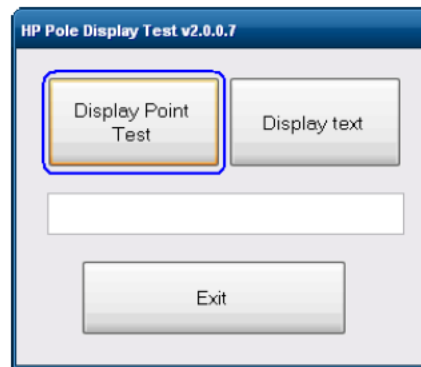 HP Pole Display Test v2.0.0.7
Display Point
Test
Display text
Exit